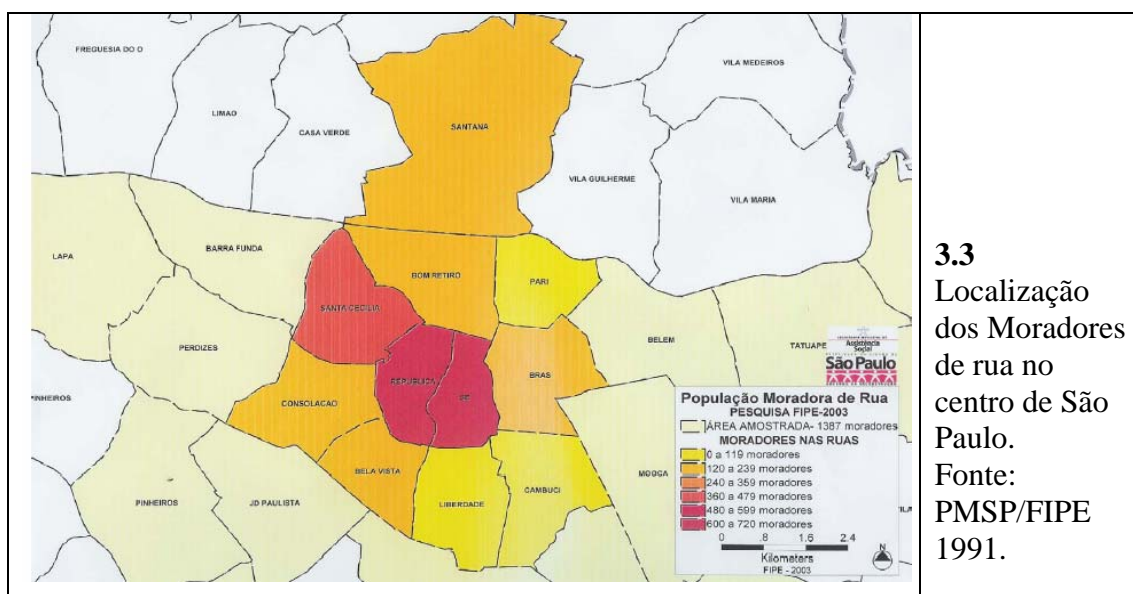 FREGUESIA DO O
VILA MEDEIROS
LIMAO
CASA VERDE
SANTANA
VILA GUILHERME
VILA MARIA
LAPA
BARRA FUNDA
BOM RETIRO
PARI
SANTA CECILIA
PERDIZES
BELEM
TATUAPE
REPUBLICA
SE
BRAS
CONSOLACAO
PINHEIROS
BELA VISTA
LIBERDADE
CAMBUCI
MOOCA
PINHEIROS
JD PAULISTA
Assistência
Social
São Paulo
População Moradora de Rua
PESQUISA FIPE-2003
ÁREA AMOSTRADA- 1387 moradores
MORADORES NAS RUAS
0 a 119 moradores
120 a 239 moradores
240 a 359 moradores
360 a 479 moradores
480 a 599 moradores
600 a 720 moradores
0 .8 1.6 2.4
Kilometers
FIPE - 2003
N
3.3
Localização
dos Moradores
de rua no
centro de São
Paulo.
Fonte:
PMSP/FIPE
1991.